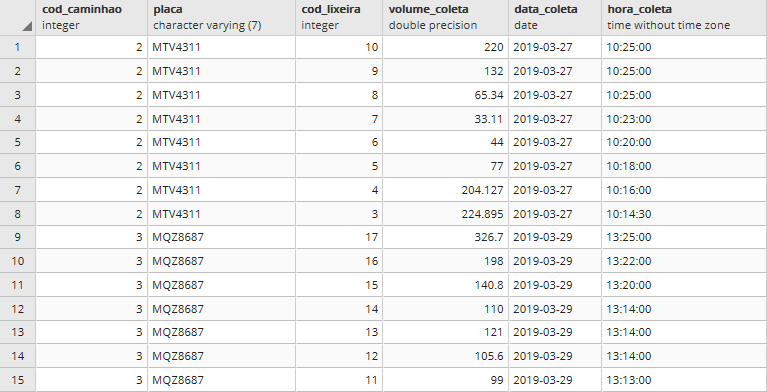 cod_caminhao placa cod_lixeira volume_coleta data_coleta hora_coleta
integer character varying (7) integer double precision date time without time zone
1 2 MTV4311 10 220 2019-03-27 10:25:00
2 2 MTV4311 9 132 2019-03-27 10:25:00
3 2 MTV4311 8 65.34 2019-03-27 10:25:00
4 2 MTV4311 7 33.11 2019-03-27 10:23:00
5 2 MTV4311 6 44 2019-03-27 10:20:00
6 2 MTV4311 5 77 2019-03-27 10:18:00
7 2 MTV4311 4 204.127 2019-03-27 10:16:00
8 2 MTV4311 3 224.895 2019-03-27 10:14:30
9 3 MQZ8687 17 326.7 2019-03-29 13:25:00
10 3 MQZ8687 16 198 2019-03-29 13:22:00
11 3 MQZ8687 15 140.8 2019-03-29 13:20:00
12 3 MQZ8687 14 110 2019-03-29 13:14:00
13 3 MQZ8687 13 121 2019-03-29 13:14:00
14 3 MQZ8687 12 105.6 2019-03-29 13:14:00
15 3 MQZ8687 11 99 2019-03-29 13:13:00